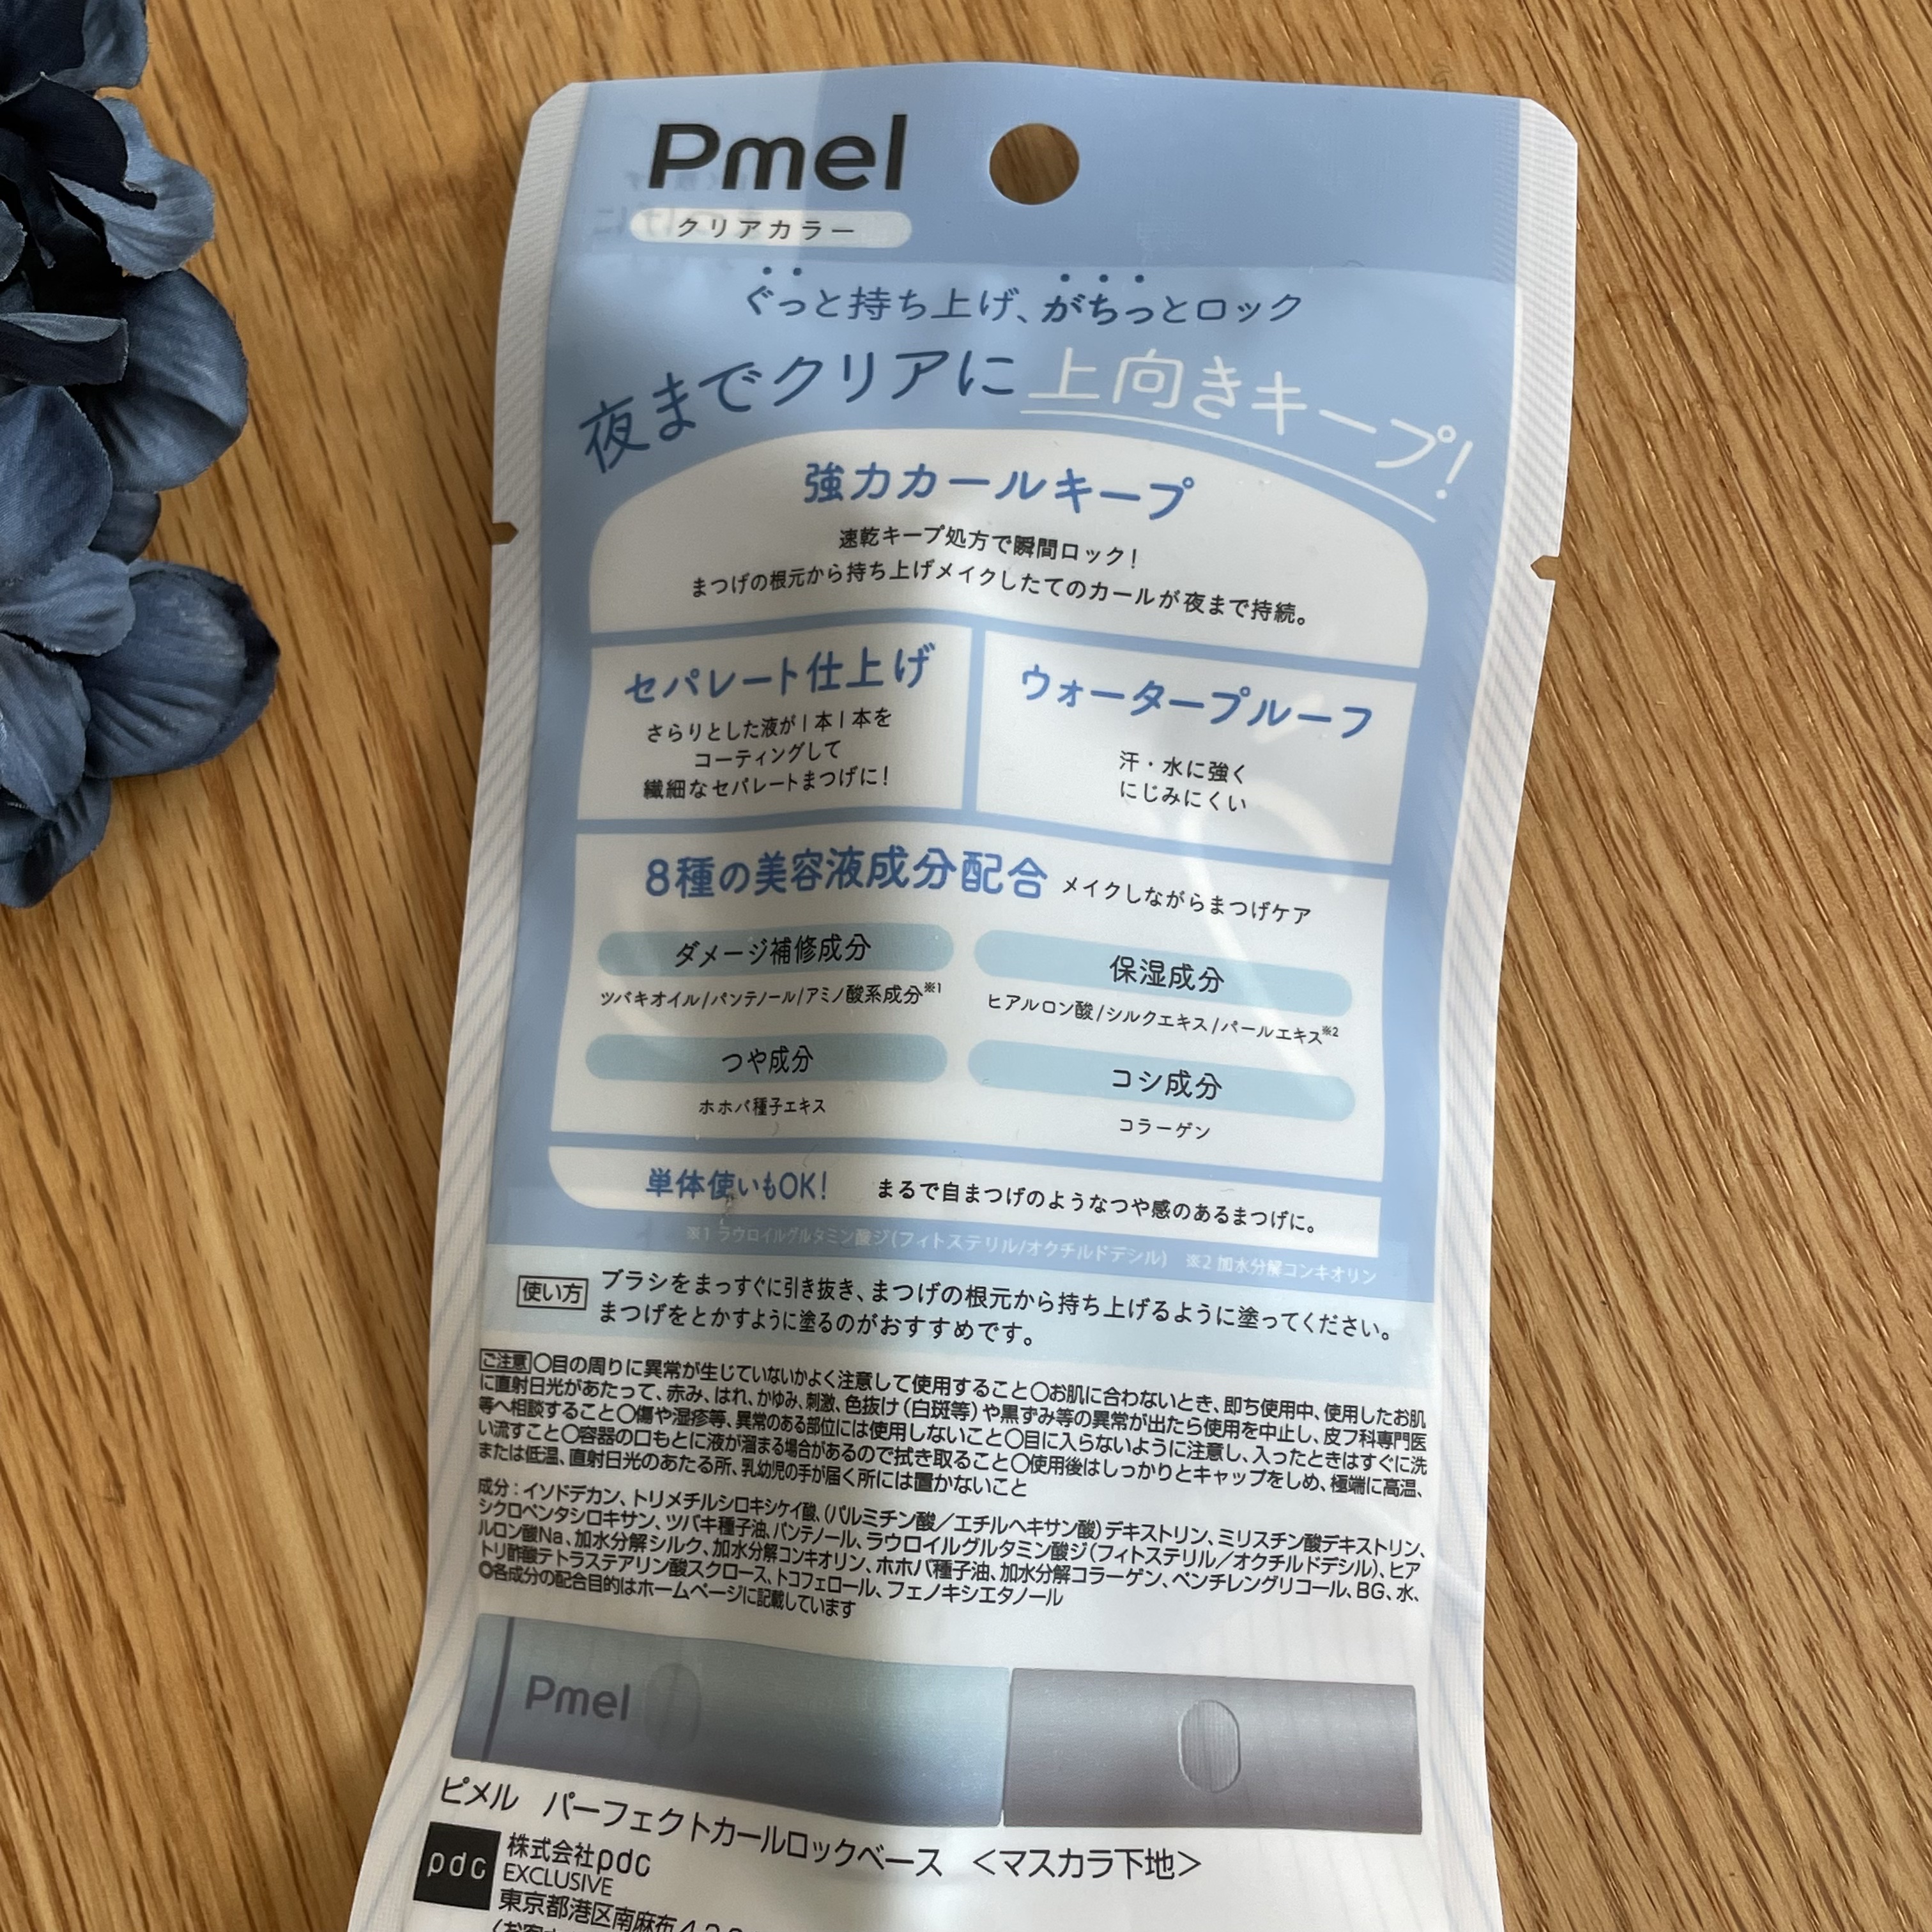 Pmel
クリアカラー
ぐっと持ち上げ、がちっとロック
夜までクリアに上向きキープ!
強力カールキープ
速乾キープ処方で瞬間ロック!
まつげの根元から持ち上げメイクしたてのカールが夜まで持続。
セパレート仕上げ
さらりとした液が1本1本を
コーティングして
繊細なセパレートまつげに!
ウォータープルーフ
汗・水に強く
にじみにくい
8種の美容液成分配合 メイクしながらまつげケア
ダメージ補修成分
ツバキオイル/パンテノール/アミノ酸系成分※1
保湿成分
ヒアルロン酸/シルクエキス/パールエキス※2
つや成分
ホホバ種子エキス
コシ成分
コラーゲン
単体使いもOK! まるで自まつげのようなつや感のあるまつげに。
※1 ラウロイルグルタミン酸ジ(フィトステリル/オクチルドデシル) ※2 加水分解コンキオリン
使い方 ブラシをまっすぐに引き抜き、まつげの根元から持ち上げるように塗ってください。
まつげをとかすように塗るのがおすすめです。
ご注意 〇目の周りに異常が生じていないかよく注意して使用すること〇お肌に合わないとき、即ち使用中、使用したお肌
に直射日光があたって、赤み、はれ、かゆみ、刺激、色抜け(白斑等)や黒ずみ等の異常が出たら使用を中止し、皮フ科専門医
等へ相談すること〇傷や湿疹等、異常のある部位には使用しないこと〇目に入らないように注意し、入ったときはすぐに洗
い流すこと〇容器の口もとに液が溜まる場合があるので拭き取ること〇使用後はしっかりとキャップをしめ、極端に高温、
または低温、直射日光のあたる所、乳幼児の手が届く所には置かないこと
成分:イソドデカン、トリメチルシロキシケイ酸、(パルミチン酸/エチルヘキサン酸)デキストリン、ミリスチン酸デキストリン、
シクロペンタシロキサン、ツバキ種子油、パンテノール、ラウロイルグルタミン酸ジ(フィトステリル/オクチルドデシル)、ヒア
ルロン酸Na、加水分解シルク、加水分解コンキオリン、ホホバ種子油、加水分解コラーゲン、ペンチレングリコール、BG、水、
トリ酢酸テトラステアリン酸スクロース、トコフェロール、フェノキシエタノール
〇各成分の配合目的はホームページに記載しています
Pmel
ピメル パーフェクトカールロックベース <マスカラ下地>
pdc
株式会社pdc
EXCLUSIVE
東京都港区南麻布